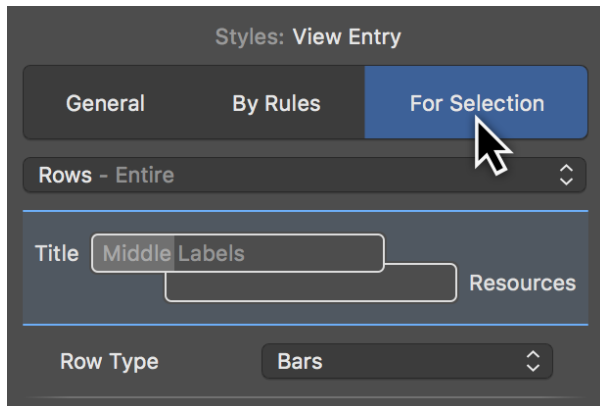 Styles: View Entry
General By Rules For Selection
Rows - Entire
Title Middle Labels
Resources
Row Type Bars